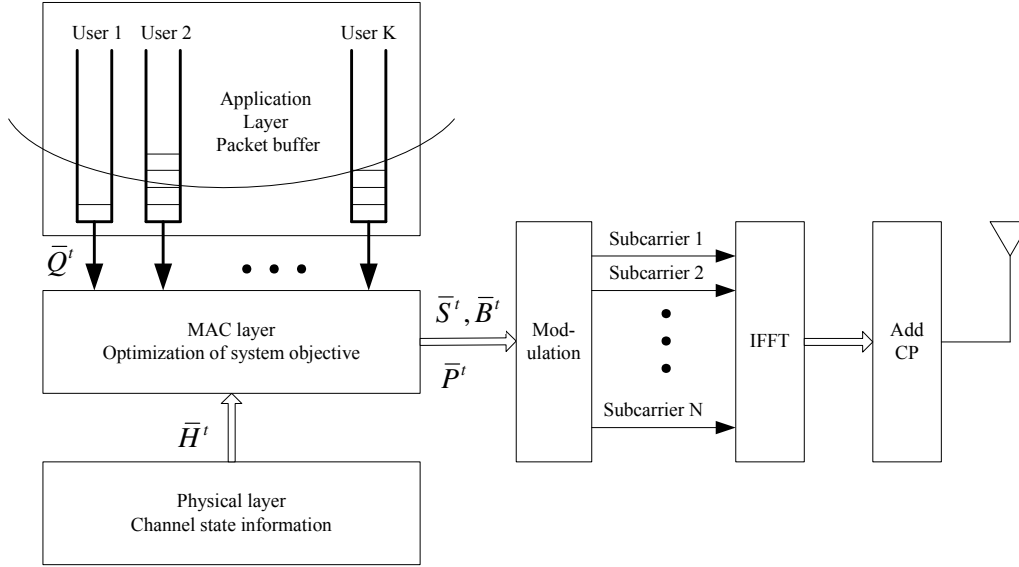 User 1
User 2
User K
Application
Layer
Packet buffer
Q̅ᵗ
MAC layer
Optimization of system objective
S̅ᵗ, B̅ᵗ
P̅ᵗ
H̅ᵗ
Physical layer
Channel state information
Mod-
ulation
Subcarrier 1
Subcarrier 2
Subcarrier N
IFFT
Add
CP